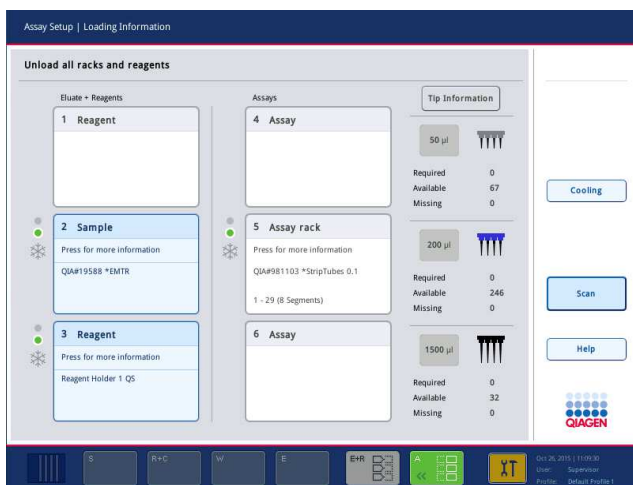 Assay Setup | Loading Information
Unload all racks and reagents
Eluate + Reagents
1 Reagent
2 Sample
Press for more information
QIA#19588 *EMTR
3 Reagent
Press for more information
Reagent Holder 1 QS
Assays
4 Assay
5 Assay rack
Press for more information
QIA#981103 *StripTubes 0.1
1 - 29 (8 Segments)
6 Assay
Tip Information
50 µl
Required 0
Available 67
Missing 0
200 µl
Required 0
Available 246
Missing 0
1500 µl
Required 0
Available 32
Missing 0
Cooling
Scan
Help
QIAGEN
S
R+C
W
E
E+R
A
Oct 26, 2015 | 11:09:30
User: Supervisor
Profile: Default Profile 1